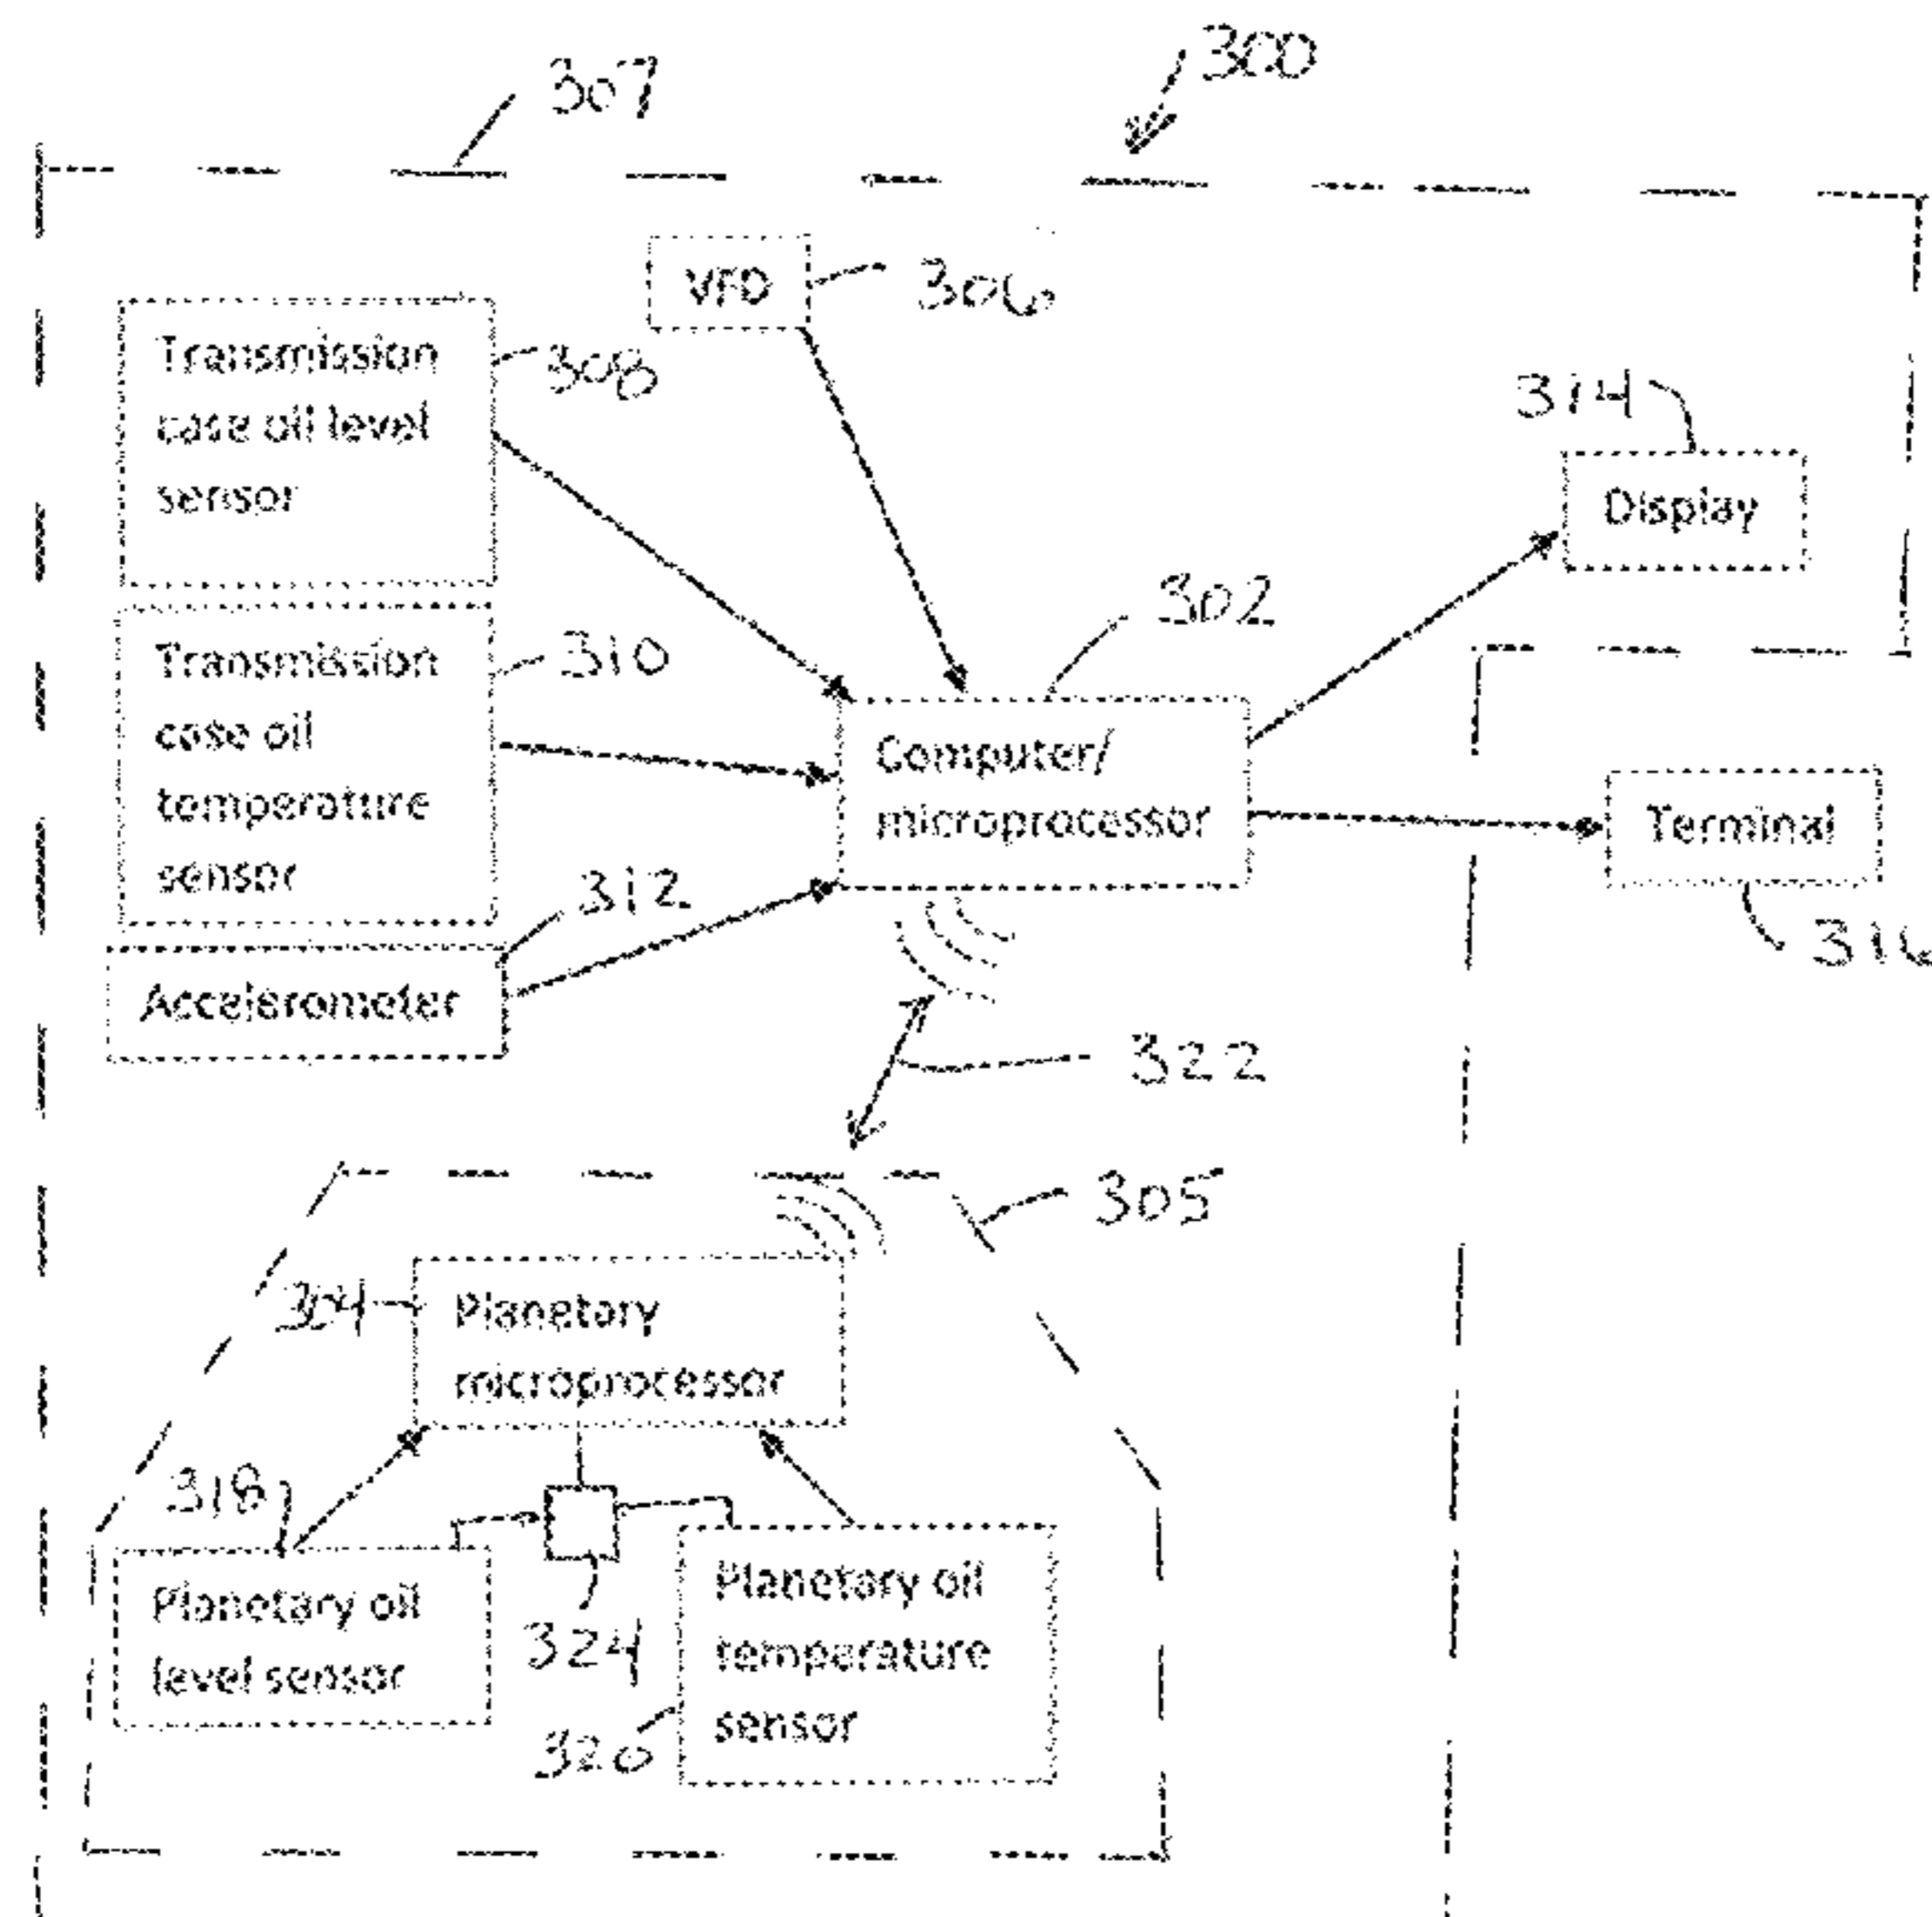 300
307
VFD
306
Transmission
case oil level
sensor
308
314
Display
302
Transmission
case oil
temperature
sensor
310
Computer/
microprocessor
Terminal
316
312
Accelerometer
322
305
304
Planetary
microprocessor
318
Planetary oil
level sensor
324
Planetary oil
temperature
sensor
320